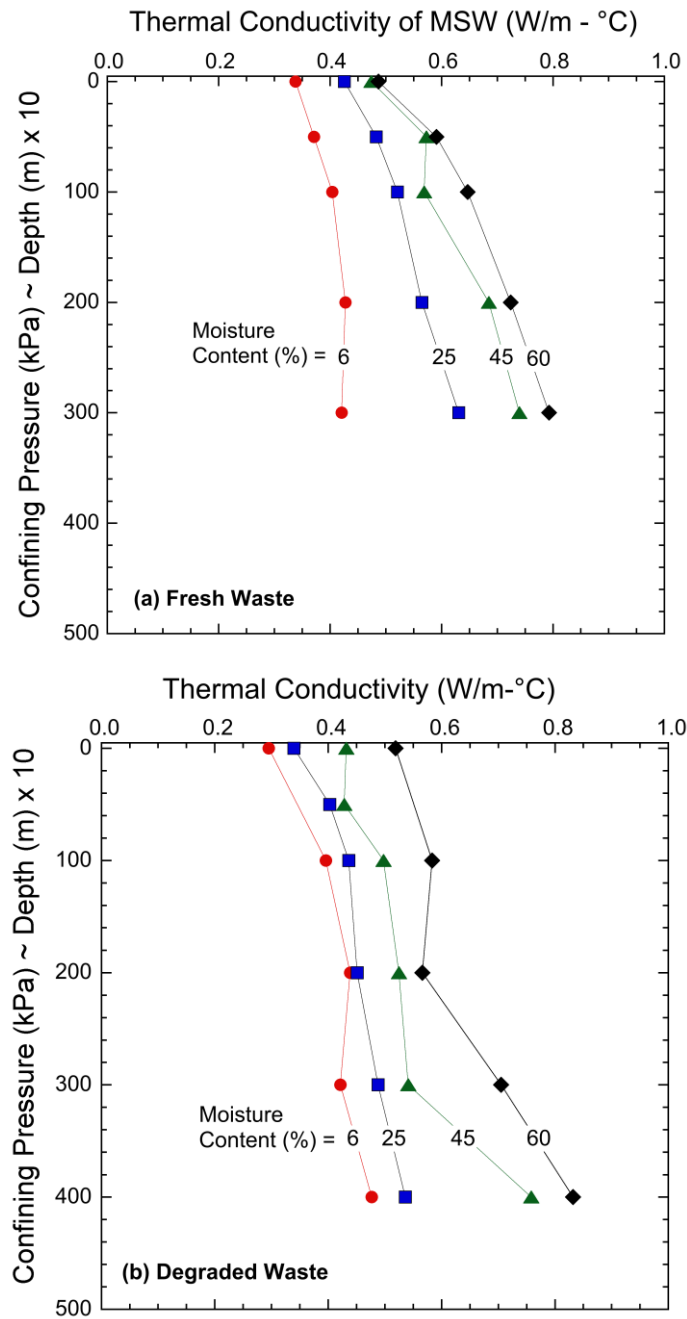 Thermal Conductivity of MSW (W/m - °C)
0.0 0.2 0.4 0.6 0.8 1.0
Confining Pressure (kPa) ~ Depth (m) x 10
0
100
200
300
400
500
Moisture
Content (%) = 6 25 45 60
(a) Fresh Waste
Thermal Conductivity (W/m-°C)
0.0 0.2 0.4 0.6 0.8 1.0
Confining Pressure (kPa) ~ Depth (m) x 10
0
100
200
300
400
500
Moisture
Content (%) = 6 25 45 60
(b) Degraded Waste